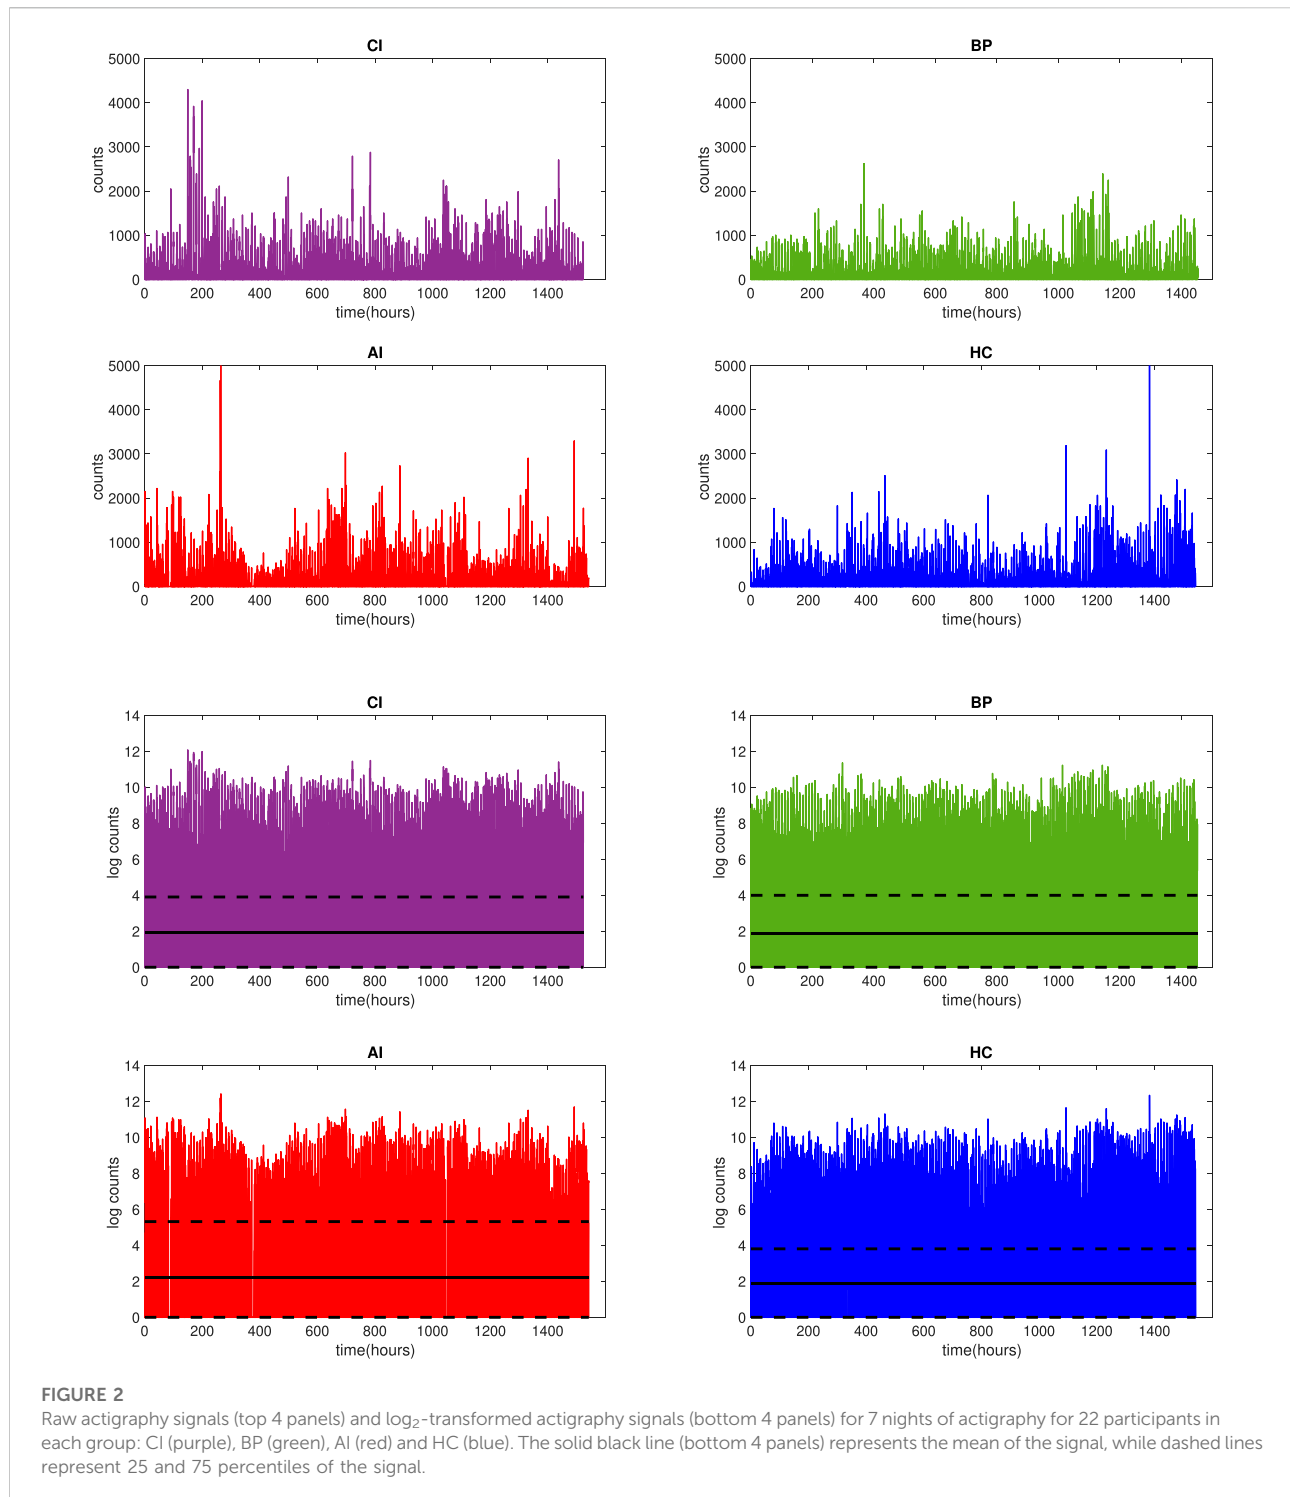 CI
5000
4000
3000
2000
1000
0
counts
0 200 400 600 800 1000 1200 1400
time(hours)
BP
5000
4000
3000
2000
1000
0
counts
0 200 400 600 800 1000 1200 1400
time(hours)
AI
5000
4000
3000
2000
1000
0
counts
0 200 400 600 800 1000 1200 1400
time(hours)
HC
5000
4000
3000
2000
1000
0
counts
0 200 400 600 800 1000 1200 1400
time(hours)
CI
14
12
10
8
6
4
2
0
log counts
0 200 400 600 800 1000 1200 1400
time(hours)
BP
14
12
10
8
6
4
2
0
log counts
0 200 400 600 800 1000 1200 1400
time(hours)
AI
14
12
10
8
6
4
2
0
log counts
0 200 400 600 800 1000 1200 1400
time(hours)
HC
14
12
10
8
6
4
2
0
log counts
0 200 400 600 800 1000 1200 1400
time(hours)
FIGURE 2
Raw actigraphy signals (top 4 panels) and log₂-transformed actigraphy signals (bottom 4 panels) for 7 nights of actigraphy for 22 participants in
each group: CI (purple), BP (green), AI (red) and HC (blue). The solid black line (bottom 4 panels) represents the mean of the signal, while dashed lines
represent 25 and 75 percentiles of the signal.